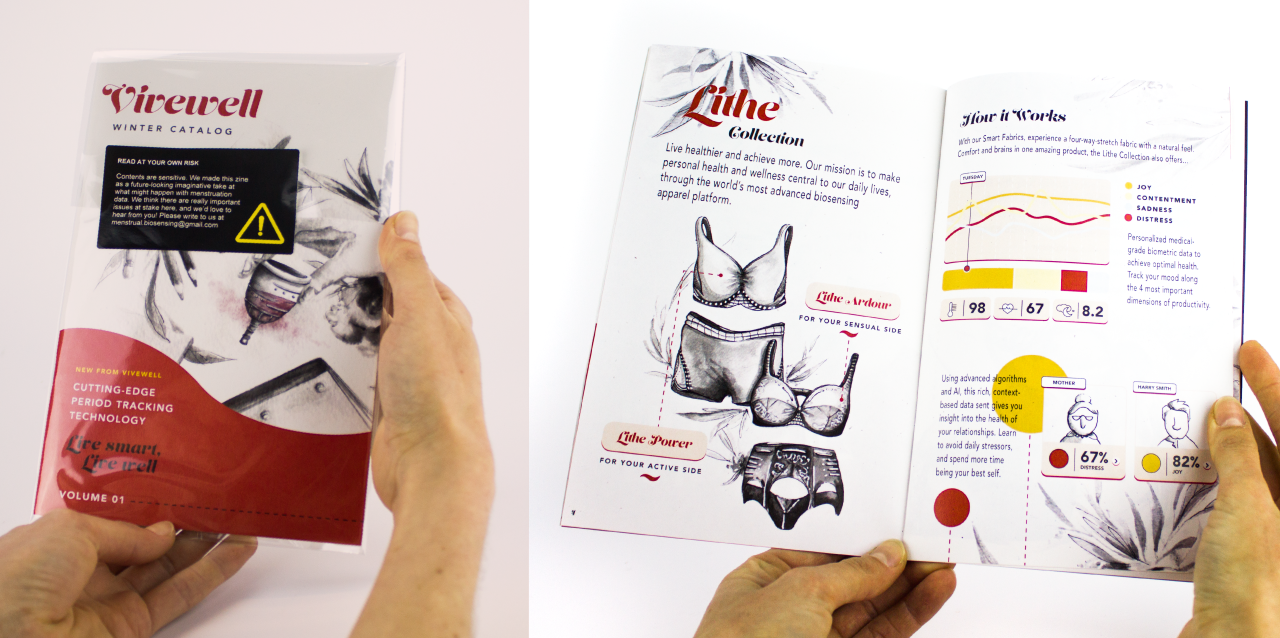 Vivewell
WINTER CATALOG
READ AT YOUR OWN RISK
Contents are sensitive. We made this zine
as a future-looking imaginative take at
what might happen with menstruation
data. We think there are really important
issues at stake here, and we'd love to
hear from you! Please write to us at
menstrual.biosensing@gmail.com
NEW FROM VIVEWELL
CUTTING-EDGE
PERIOD TRACKING
TECHNOLOGY
Live smart.
Live well
VOLUME 01
Lithe
Collection
Live healthier and achieve more. Our mission is to make
personal health and wellness central to our daily lives,
through the world's most advanced biosensing
apparel platform.
Lithe Ardour
FOR YOUR SENSUAL SIDE
Lithe Power
FOR YOUR ACTIVE SIDE
How it Works
With our Smart Fabrics, experience a four-way-stretch fabric with a natural feel.
Comfort and brains in one amazing product, the Lithe Collection also offers...
TUESDAY
JOY
CONTENTMENT
SADNESS
DISTRESS
Personalized medical-
grade biometric data to
achieve optimal health.
Track your mood along
the 4 most important
dimensions of productivity.
98
67
8.2
Using advanced algorithms
and AI, this rich, context-
based data sent gives you
insight into the health of
your relationships. Learn
to avoid daily stressors,
and spend more time
being your best self.
MOTHER
67%
DISTRESS
HARRY SMITH
82%
JOY